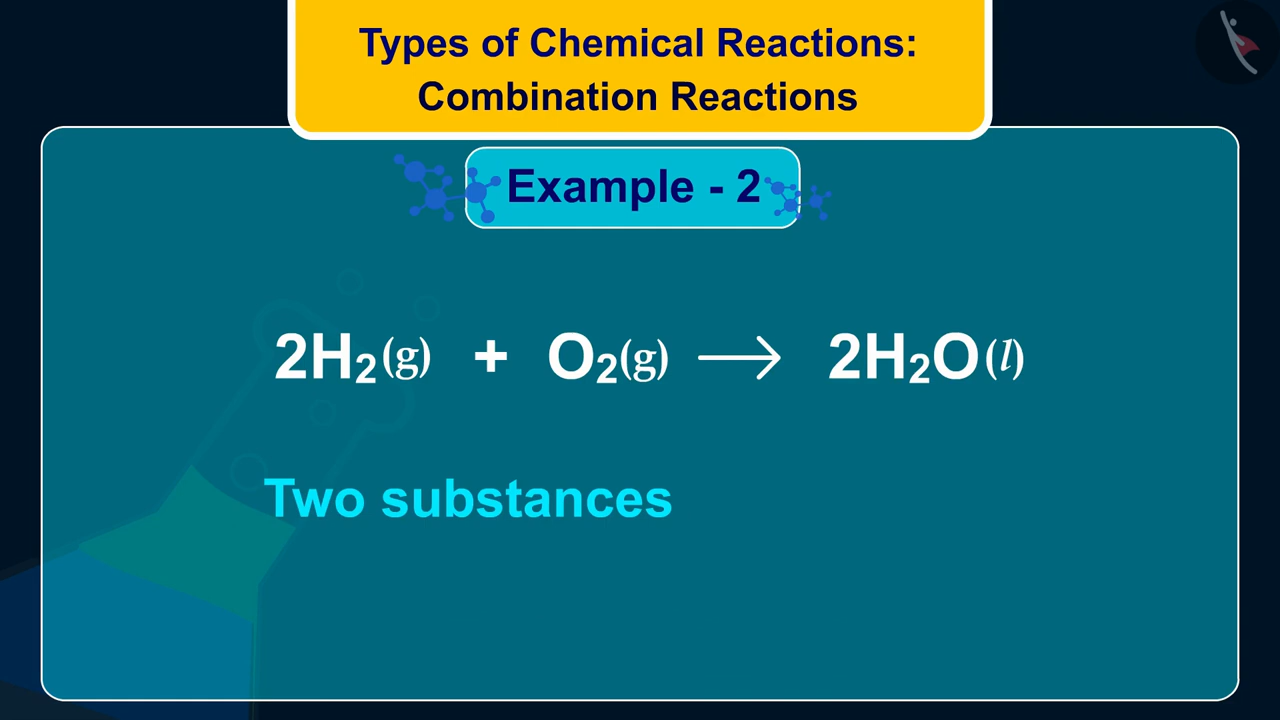 Types of Chemical Reactions:
Combination Reactions
Example - 2
2H₂(g) + O₂(g) ⟶ 2H₂O(l)
Two substances